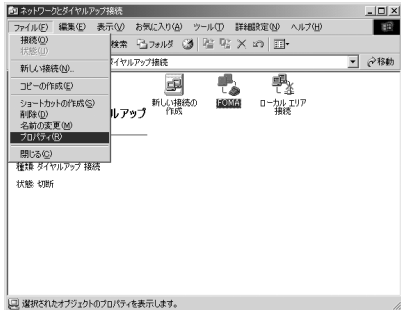 ネットワークとダイヤルアップ接続
ファイル(F) 編集(E) 表示(V) お気に入り(A) ツール(T) 詳細設定(N) ヘルプ(H)
接続(O)
状態(U)
検索 フォルダ
イヤルアップ接続 移動
新しい接続(N)...
コピーの作成(E)
ショートカットの作成(S)
削除(D)
名前の変更(M)
プロパティ(R)
閉じる(C)
ルアップ
新しい接続の作成
FOMA
ローカル エリア接続
種類: ダイヤルアップ 接続
状態: 切断
選択されたオブジェクトのプロパティを表示します。